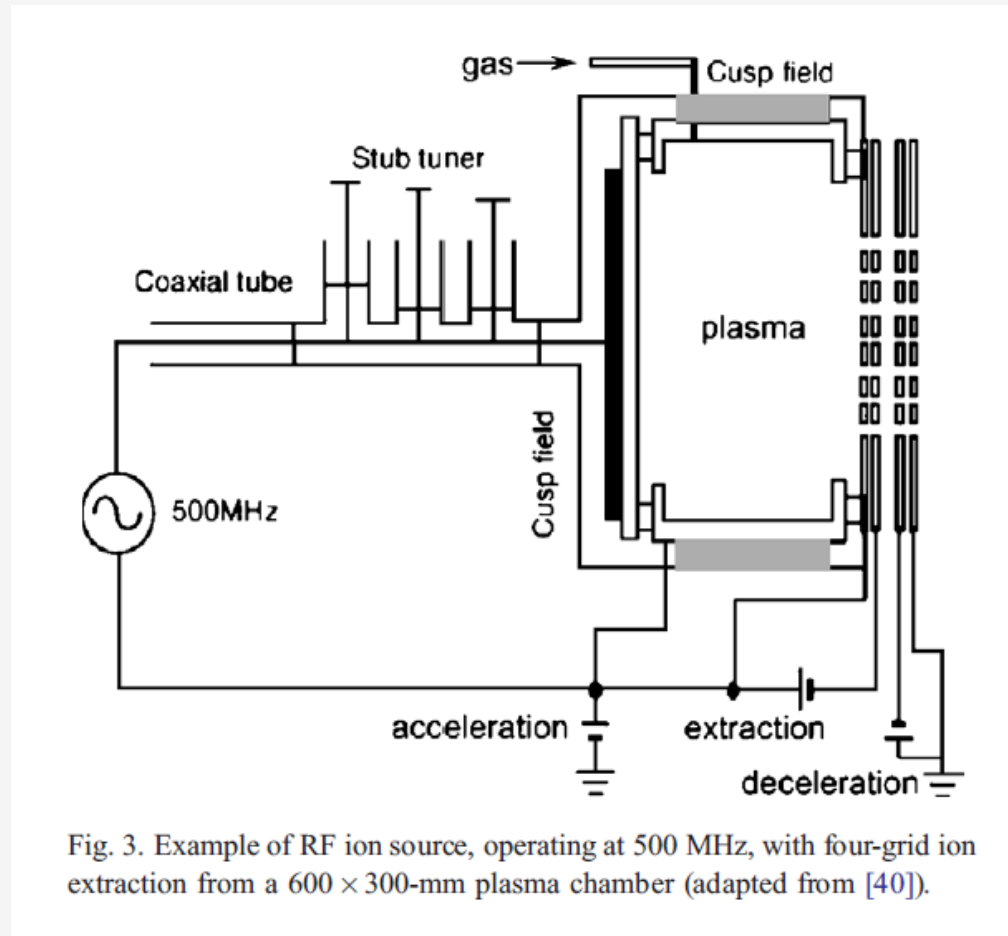 gas
Cusp field
Stub tuner
Coaxial tube
plasma
Cusp field
500MHz
acceleration
extraction
deceleration
Fig. 3. Example of RF ion source, operating at 500 MHz, with four-grid ion
extraction from a 600 × 300-mm plasma chamber (adapted from [40]).